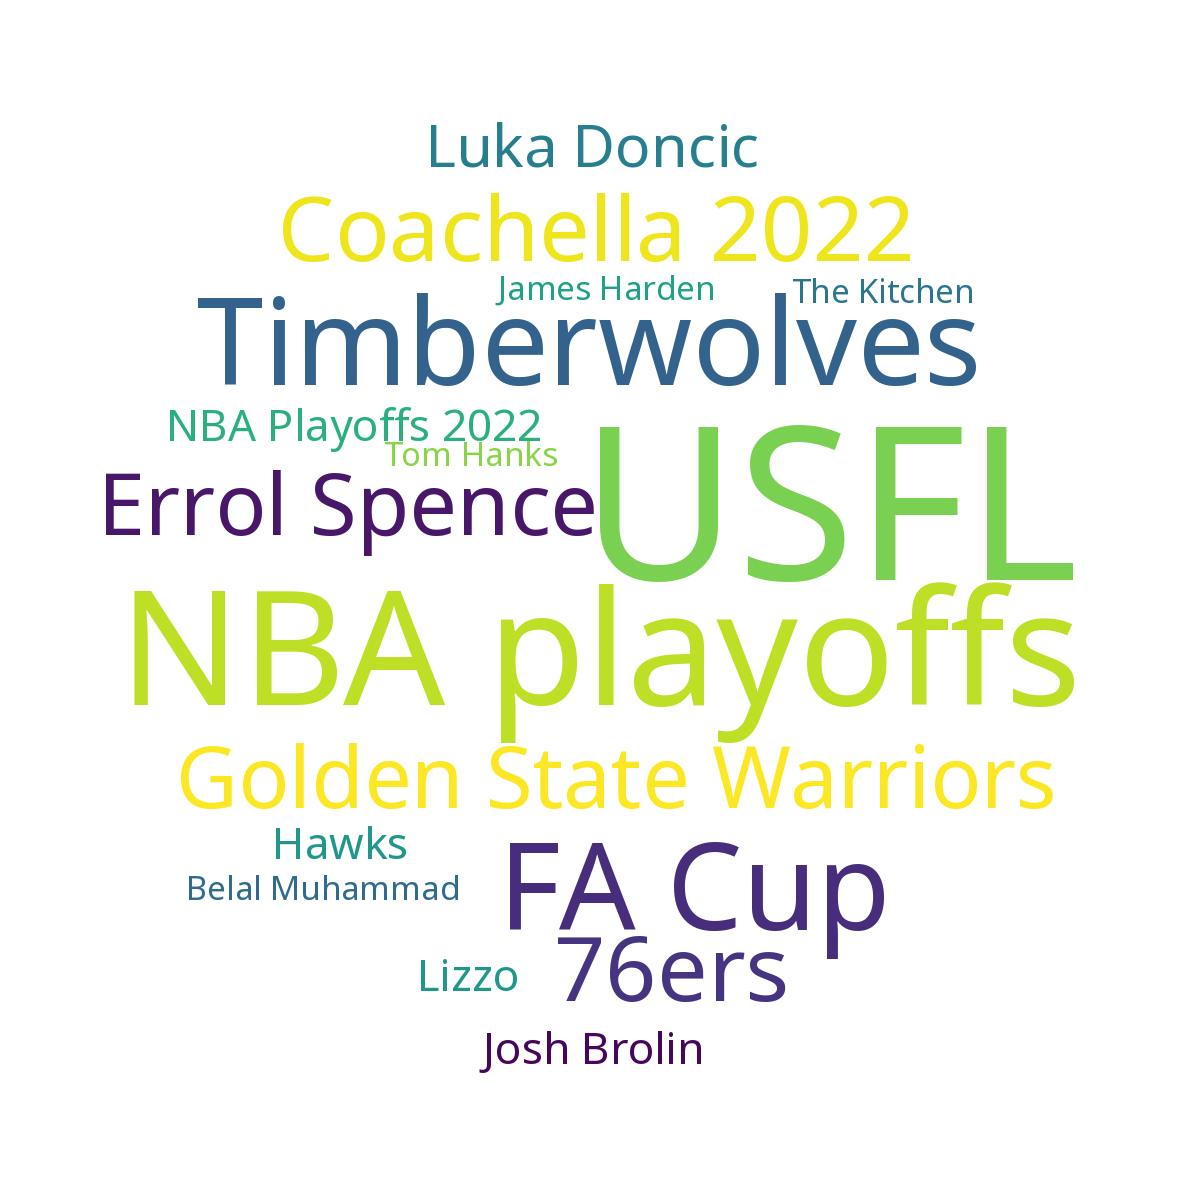 Luka Doncic
Coachella 2022
James Harden
The Kitchen
Timberwolves
NBA Playoffs 2022
Tom Hanks
Errol Spence
USFL
NBA playoffs
Golden State Warriors
Hawks
Belal Muhammad
FA Cup
Lizzo
76ers
Josh Brolin